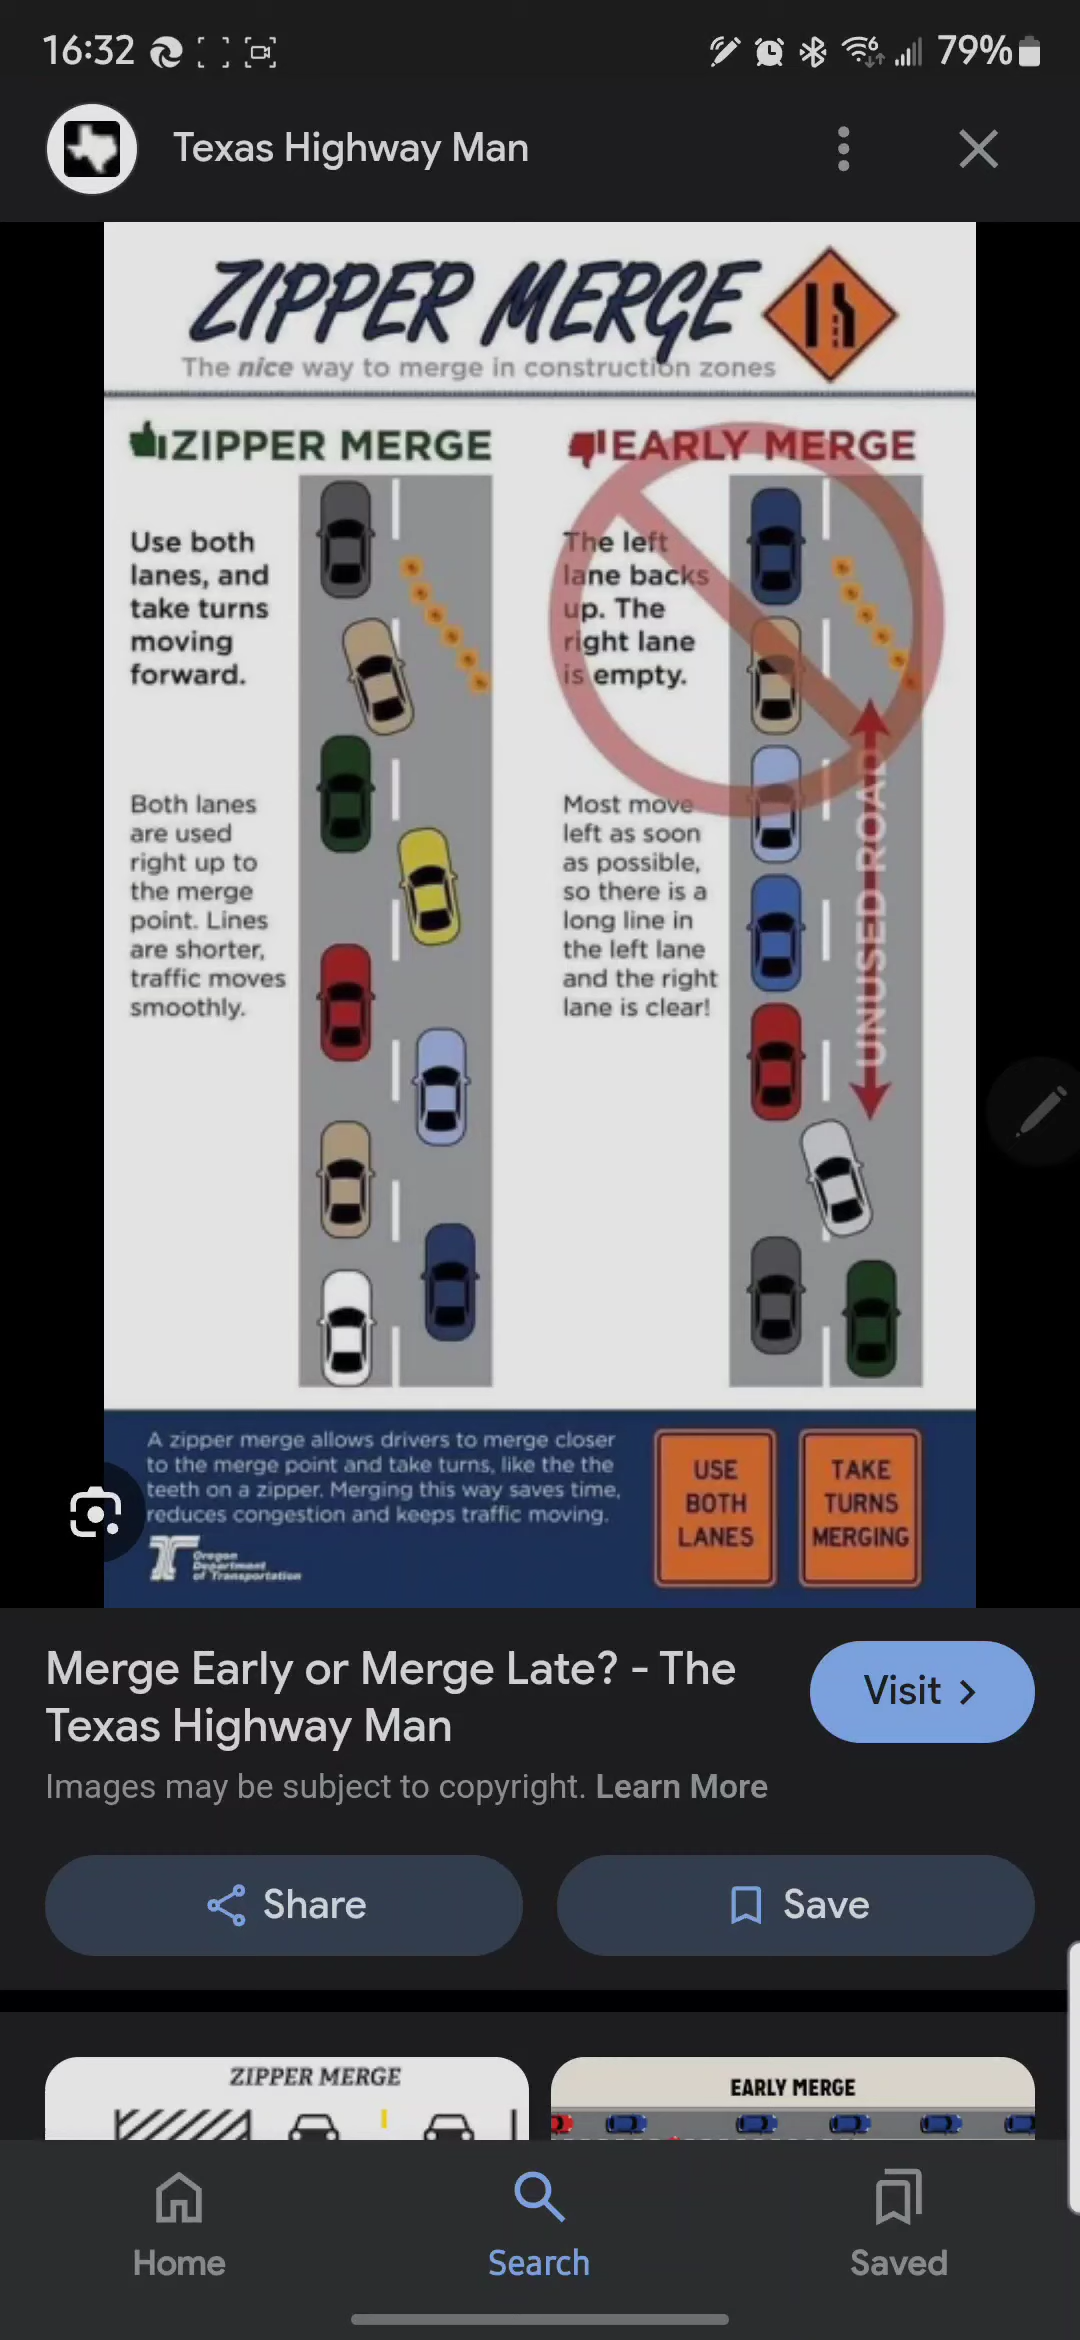 16:32
79%
Texas Highway Man
ZIPPER MERGE
The nice way to merge in construction zones
ZIPPER MERGE
Use both
lanes, and
take turns
moving
forward.
Both lanes
are used
right up to
the merge
point. Lines
are shorter,
traffic moves
smoothly.
EARLY MERGE
The left
lane backs
up. The
right lane
is empty.
Most move
left as soon
as possible,
so there is a
long line in
the left lane
and the right
lane is clear!
UNUSED ROAD
A zipper merge allows drivers to merge closer
to the merge point and take turns, like the the
teeth on a zipper. Merging this way saves time,
reduces congestion and keeps traffic moving.
Oregon
Department
of Transportation
USE
BOTH
LANES
TAKE
TURNS
MERGING
Merge Early or Merge Late? - The
Texas Highway Man
Visit
Images may be subject to copyright. Learn More
Share
Save
ZIPPER MERGE
EARLY MERGE
Home
Search
Saved